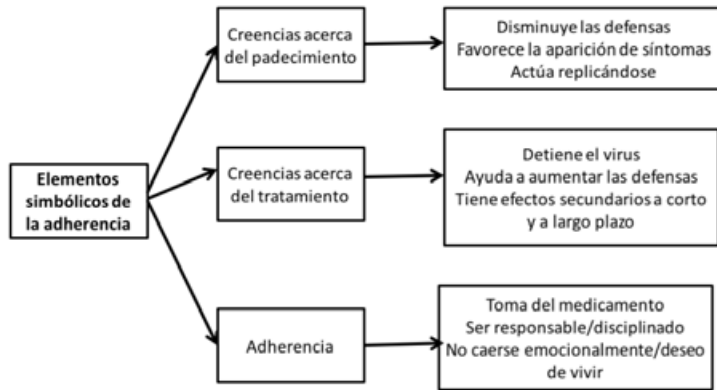 Elementos
simbólicos de
la adherencia
Creencias acerca
del padecimiento
Disminuye las defensas
Favorece la aparición de síntomas
Actúa replicándose
Creencias acerca
del tratamiento
Detiene el virus
Ayuda a aumentar las defensas
Tiene efectos secundarios a corto
y a largo plazo
Adherencia
Toma del medicamento
Ser responsable/disciplinado
No caerse emocionalmente/deseo
de vivir